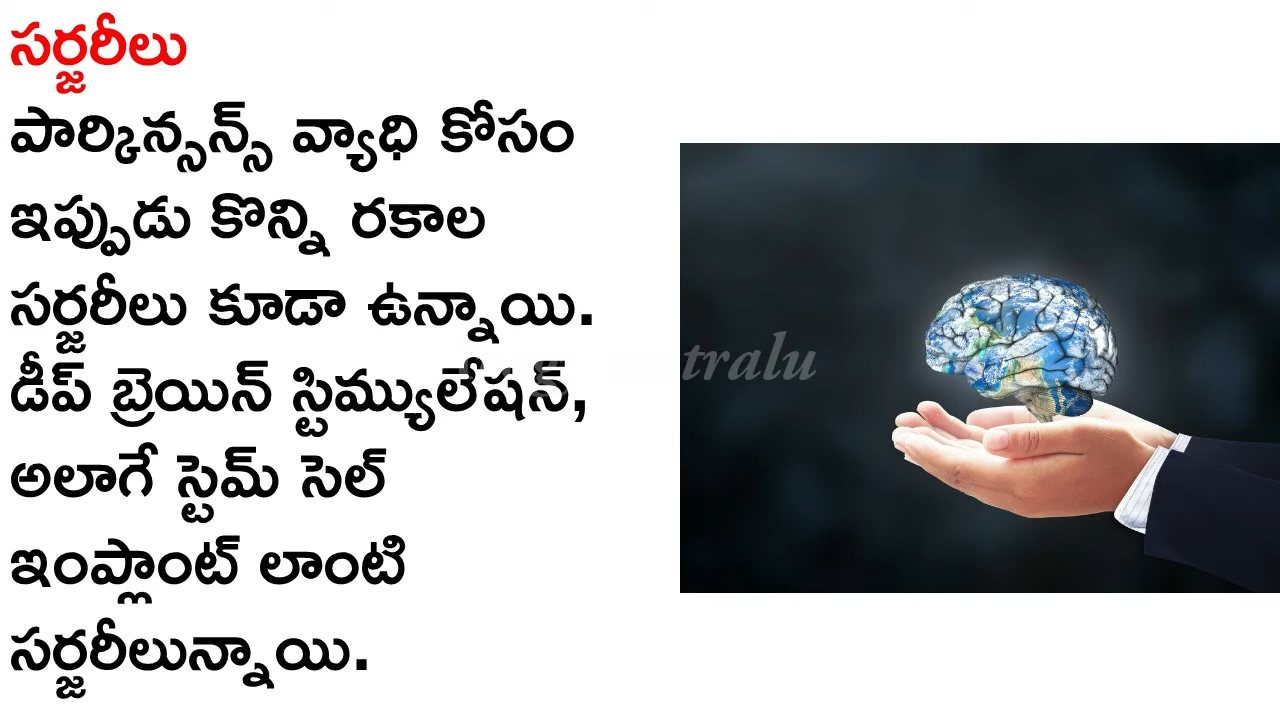 సర్జరీలు
పార్కిన్సన్స్ వ్యాధి కోసం
ఇప్పుడు కొన్ని రకాల
సర్జరీలు కూడా ఉన్నాయి.
డీప్ బ్రెయిన్ స్టిమ్యులేషన్,
అలాగే స్టెమ్ సెల్
ఇంప్లాంట్ లాంటి
సర్జరీలున్నాయి.